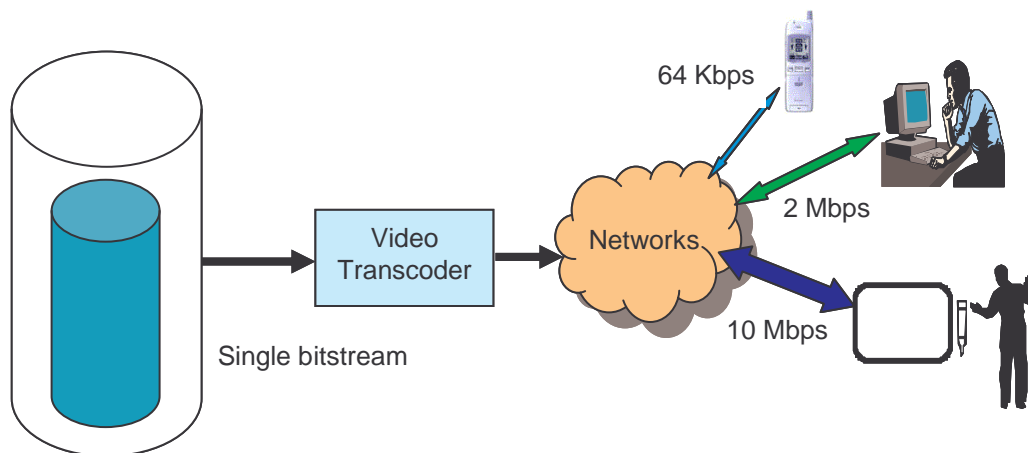 64 Kbps
Video
Transcoder
Networks
2 Mbps
10 Mbps
Single bitstream